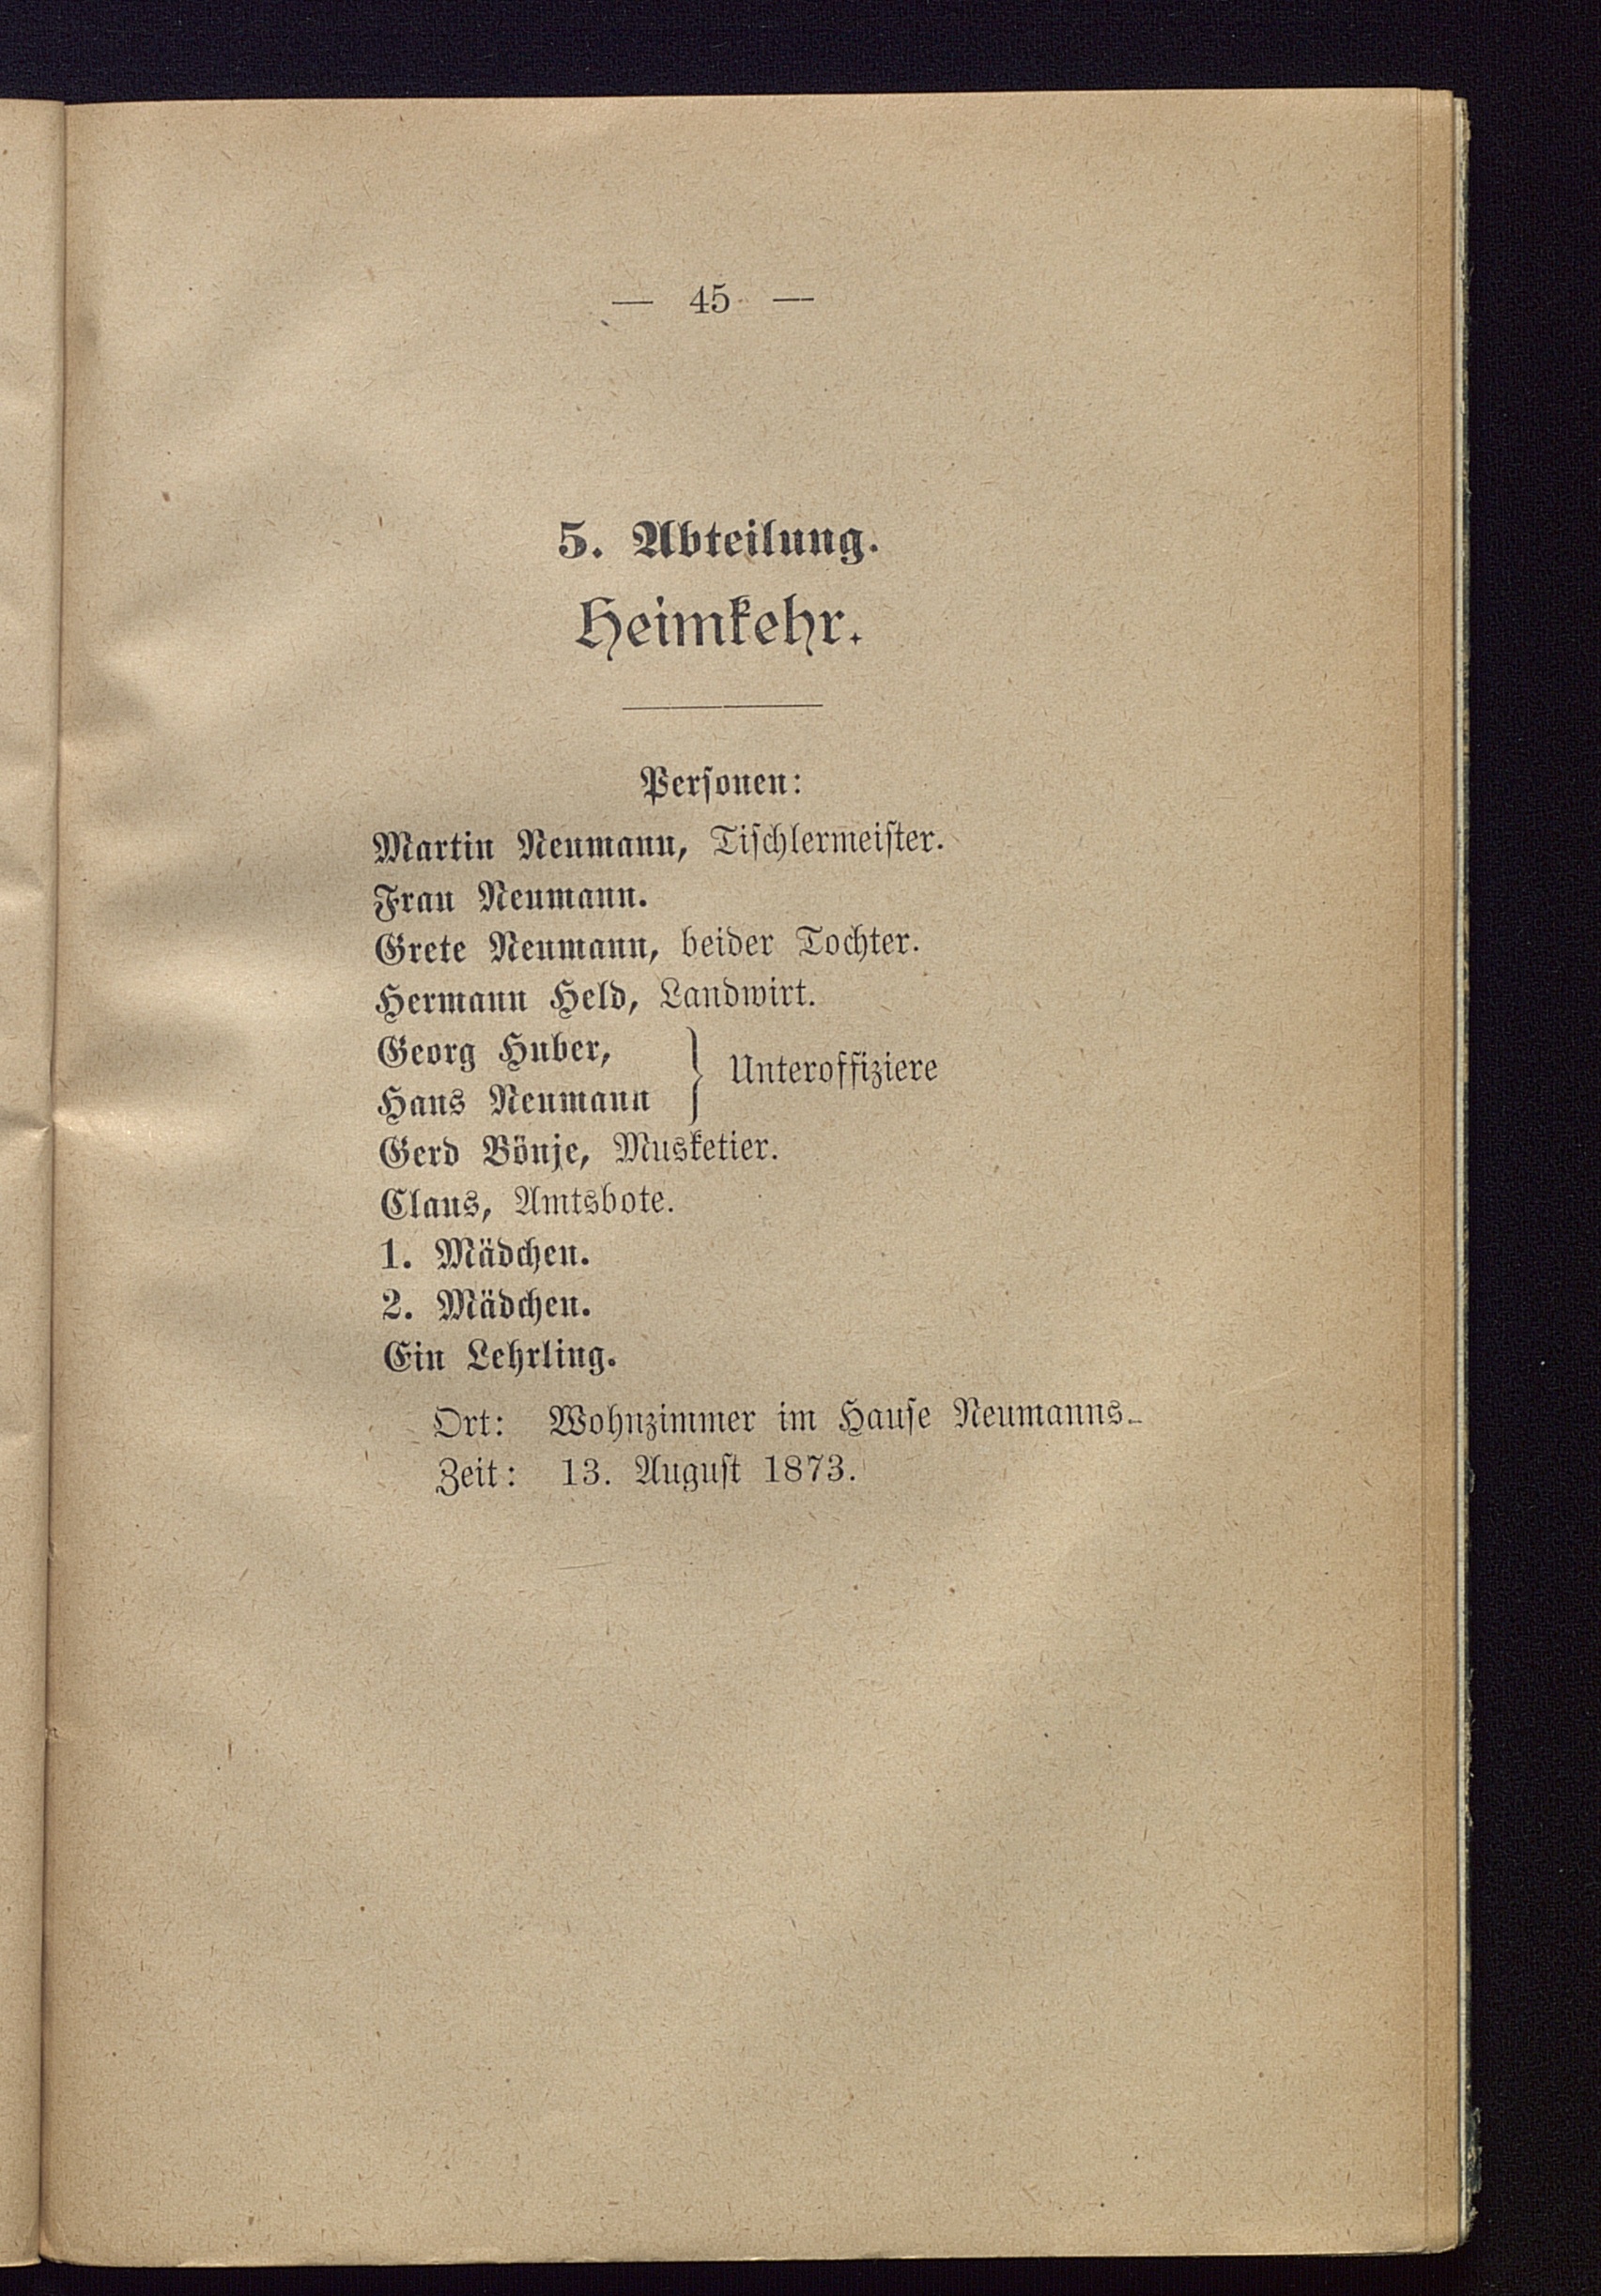 — 45 —
5. Abteilung.
Heimkehr.
Personen:
Martin Neumann, Tischlermeister.
Frau Neumann.
Grete Neumann, beider Tochter.
Hermann Held, Landwirt.
Georg Huber,
Hans Neumann } Unteroffiziere
Gerd Bönje, Musketier.
Claus, Amtsbote.
1. Mädchen.
2. Mädchen.
Ein Lehrling.
Ort: Wohnzimmer im Hause Neumanns.
Zeit: 13. August 1873.